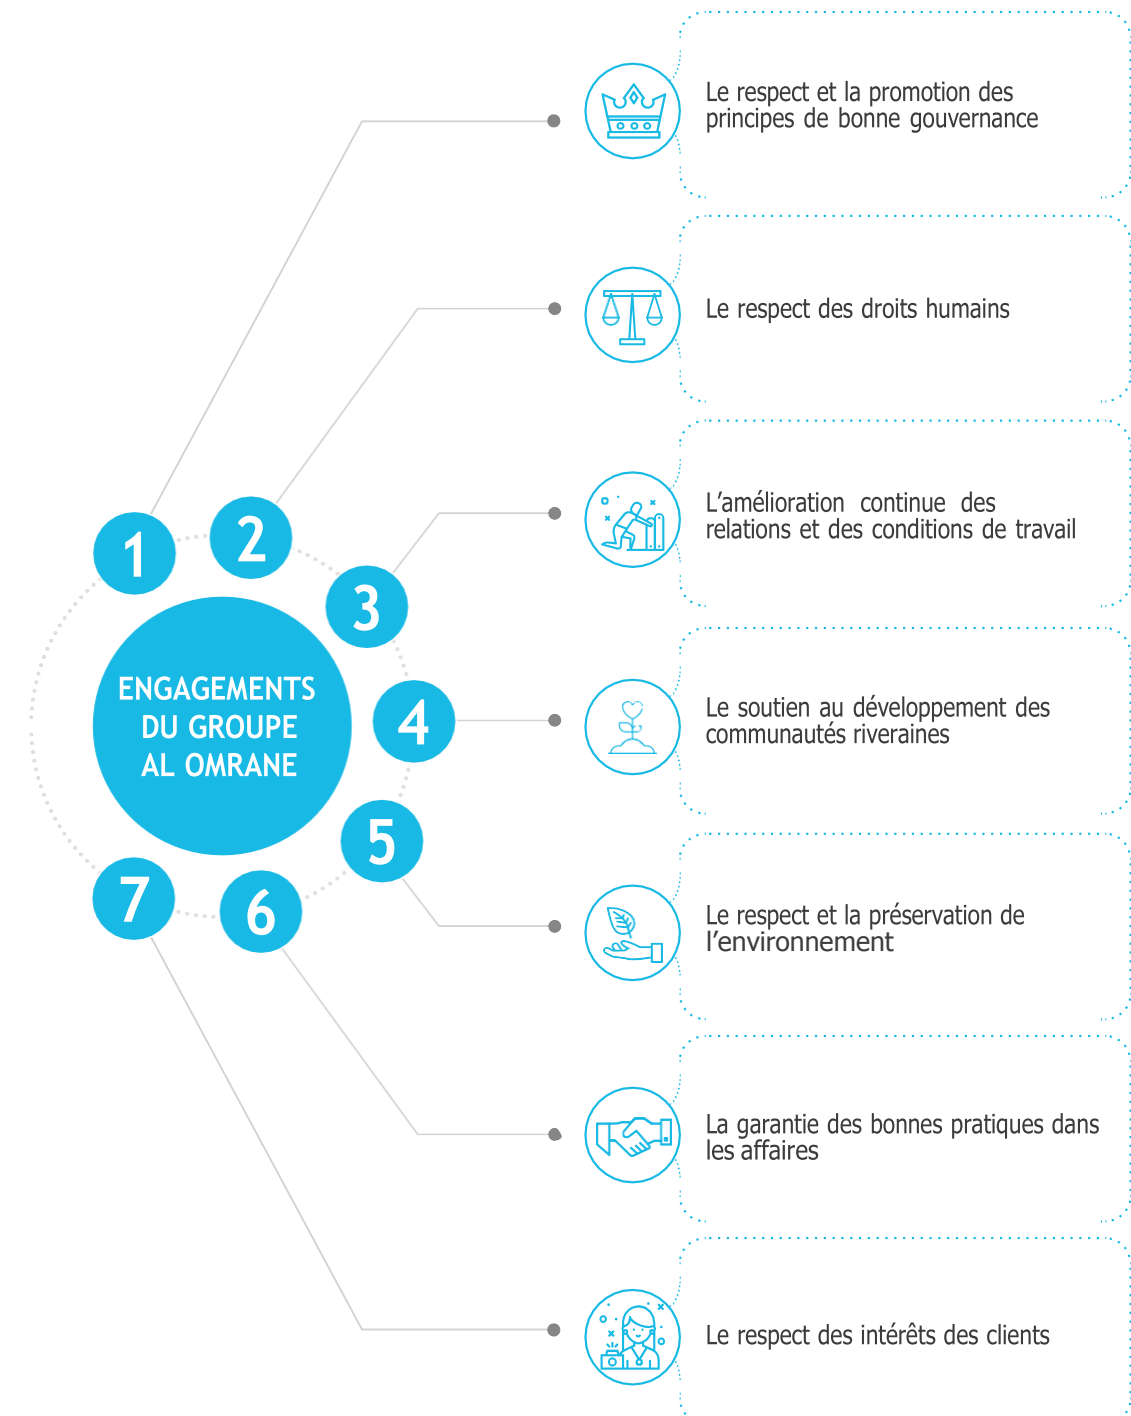 ENGAGEMENTS
DU GROUPE
AL OMRANE
1
Le respect et la promotion des
principes de bonne gouvernance
2
Le respect des droits humains
3
L’amélioration continue des
relations et des conditions de travail
4
Le soutien au développement des
communautés riveraines
5
Le respect et la préservation de
l’environnement
6
La garantie des bonnes pratiques dans
les affaires
7
Le respect des intérêts des clients